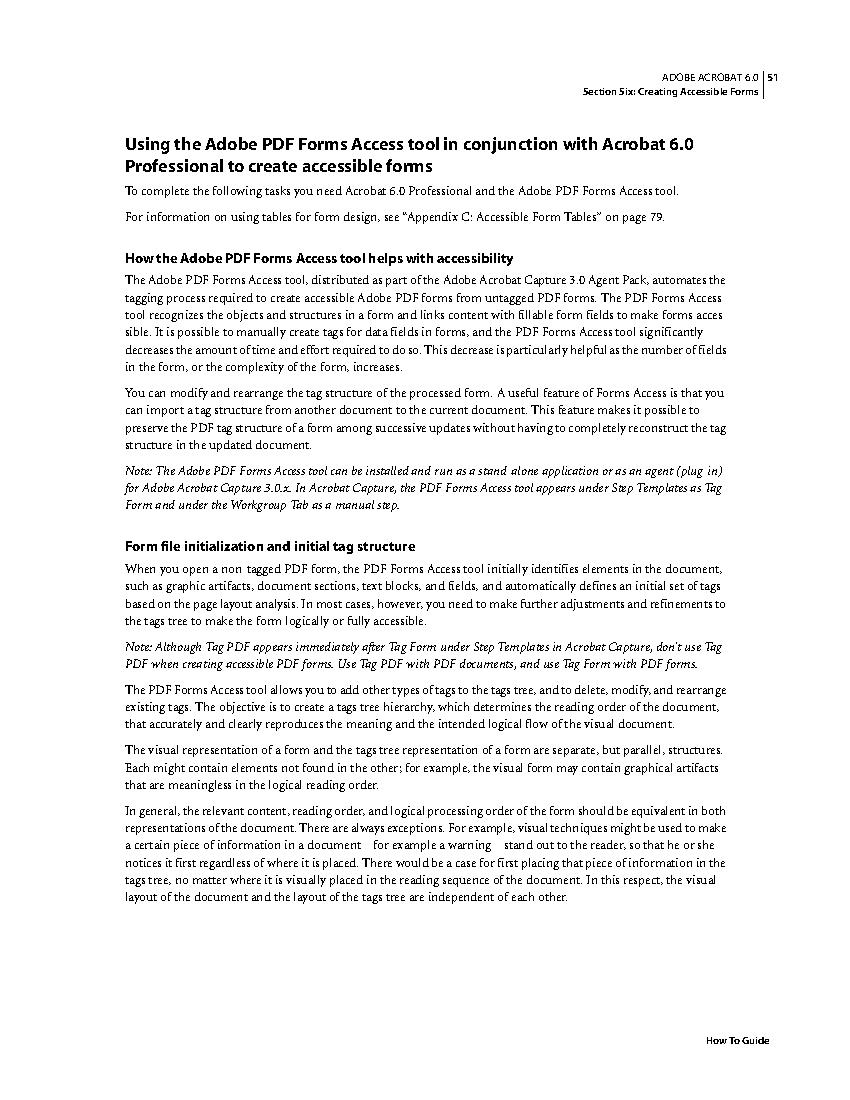 ADOBE ACROBAT 6.0 51
Section Six: Creating Accessible Forms
Using the Adobe PDF Forms Access tool in conjunction with Acrobat 6.0
Professional to create accessible forms
To complete the following tasks you need Acrobat 6.0 Professional and the Adobe PDF Forms Access tool.
For information on using tables for form design, see “Appendix C: Accessible Form Tables” on page 79.
How the Adobe PDF Forms Access tool helps with accessibility
The Adobe PDF Forms Access tool, distributed as part of the Adobe Acrobat Capture 3.0 Agent Pack, automates the
tagging process required to create accessible Adobe PDF forms from untagged PDF forms. The PDF Forms Access
tool recognizes the objects and structures in a form and links content with fillable form fields to make forms acces
sible. It is possible to manually create tags for data fields in forms, and the PDF Forms Access tool significantly
decreases the amount of time and effort required to do so. This decrease is particularly helpful as the number of fields
in the form, or the complexity of the form, increases.
You can modify and rearrange the tag structure of the processed form. A useful feature of Forms Access is that you
can import a tag structure from another document to the current document. This feature makes it possible to
preserve the PDF tag structure of a form among successive updates without having to completely reconstruct the tag
structure in the updated document.
Note: The Adobe PDF Forms Access tool can be installed and run as a stand alone application or as an agent (plug in)
for Adobe Acrobat Capture 3.0.x. In Acrobat Capture, the PDF Forms Access tool appears under Step Templates as Tag
Form and under the Workgroup Tab as a manual step.
Form file initialization and initial tag structure
When you open a non tagged PDF form, the PDF Forms Access tool initially identifies elements in the document,
such as graphic artifacts, document sections, text blocks, and fields, and automatically defines an initial set of tags
based on the page layout analysis. In most cases, however, you need to make further adjustments and refinements to
the tags tree to make the form logically or fully accessible.
Note: Although Tag PDF appears immediately after Tag Form under Step Templates in Acrobat Capture, don't use Tag
PDF when creating accessible PDF forms. Use Tag PDF with PDF documents, and use Tag Form with PDF forms.
The PDF Forms Access tool allows you to add other types of tags to the tags tree, and to delete, modify, and rearrange
existing tags. The objective is to create a tags tree hierarchy, which determines the reading order of the document,
that accurately and clearly reproduces the meaning and the intended logical flow of the visual document.
The visual representation of a form and the tags tree representation of a form are separate, but parallel, structures.
Each might contain elements not found in the other; for example, the visual form may contain graphical artifacts
that are meaningless in the logical reading order.
In general, the relevant content, reading order, and logical processing order of the form should be equivalent in both
representations of the document. There are always exceptions. For example, visual techniques might be used to make
a certain piece of information in a document for example a warning stand out to the reader, so that he or she
notices it first regardless of where it is placed. There would be a case for first placing that piece of information in the
tags tree, no matter where it is visually placed in the reading sequence of the document. In this respect, the visual
layout of the document and the layout of the tags tree are independent of each other.
How To Guide